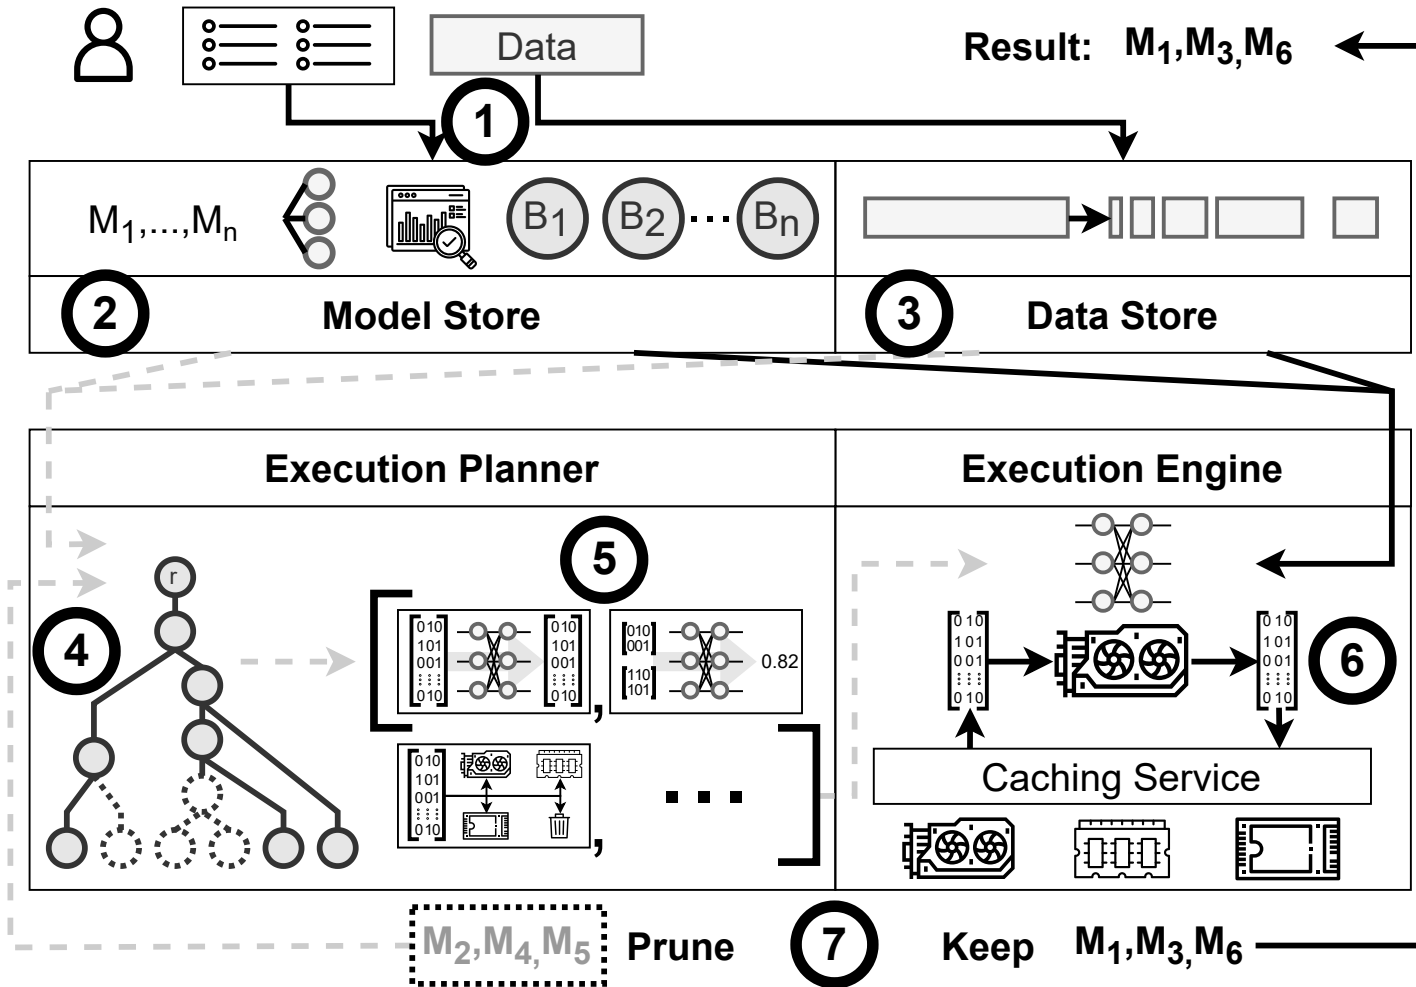 Data
Result: M1,M3,M6
1
M1,...,Mn
B1 B2 ... Bn
2 Model Store
3 Data Store
Execution Planner
Execution Engine
r
4
5
010
101
001
010
010
101
001
010
,
010
001
110
101
0.82
010
101
001
010
,
...
010
101
001
010
010
101
001
010
6
Caching Service
M2,M4,M5 Prune 7 Keep M1,M3,M6